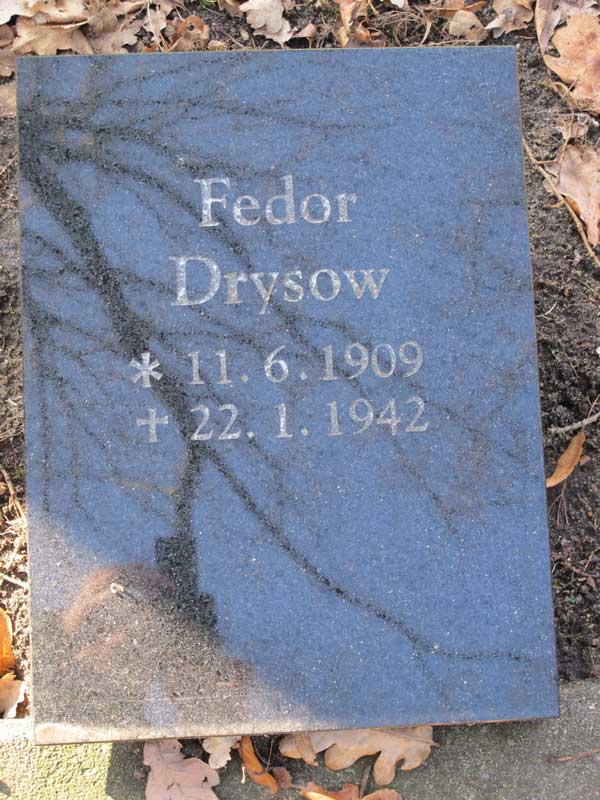 Fedor
Drysow
* 11. 6. 1909
✝ 22. 1. 1942